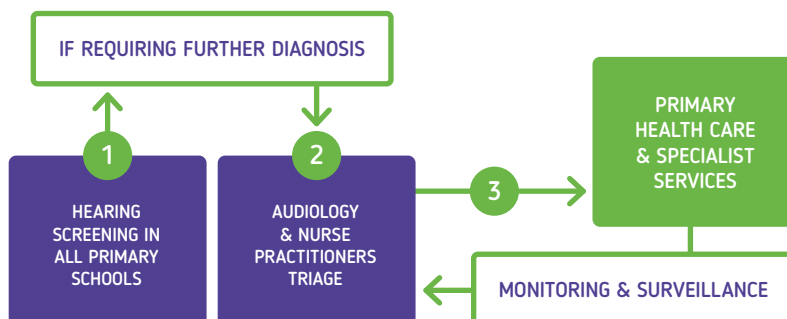 IF REQUIRING FURTHER DIAGNOSIS
1
HEARING
SCREENING IN
ALL PRIMARY
SCHOOLS
2
AUDIOLOGY
& NURSE
PRACTITIONERS
TRIAGE
3
PRIMARY
HEALTH CARE
& SPECIALIST
SERVICES
MONITORING & SURVEILLANCE